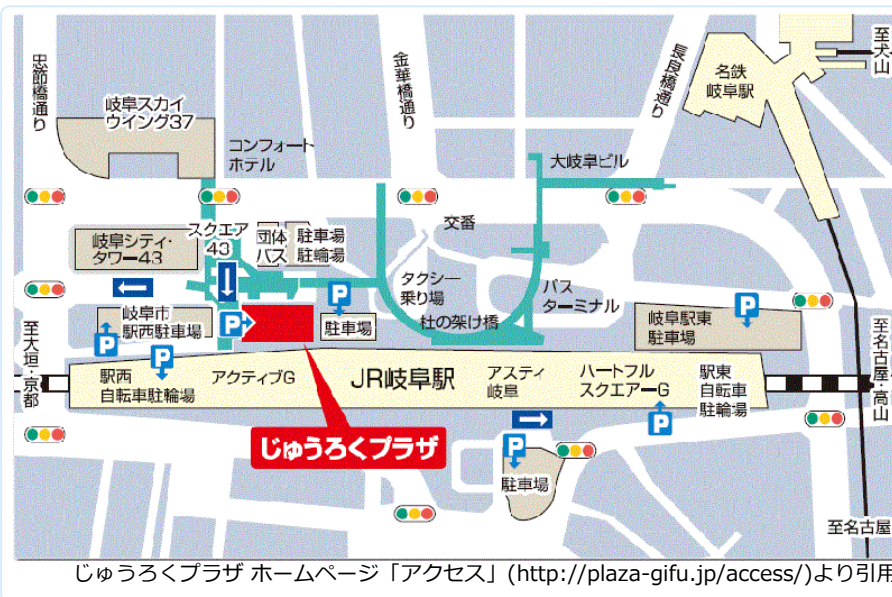 忠節橋通り
金華橋通り
長良橋通り
至犬山
名鉄
岐阜駅
岐阜スカイ
ウイング37
コンフォート
ホテル
大岐阜ビル
岐阜シティ・
タワー43
スクエア
43
団体
バス
駐車場
駐輪場
交番
タクシー
乗り場
バス
ターミナル
杜の架け橋
岐阜市
駅西駐車場
P
P
P
駐車場
P
岐阜駅東
駐車場
P
至大垣・京都
至名古屋・高山
駅西
自転車駐輪場
アクティブG
JR岐阜駅
アスティ
岐阜
ハートフル
スクエアーG
駅東
自転車
駐輪場
P
じゅうろくプラザ
P
駐車場
至名古屋
じゅうろくプラザ ホームページ「アクセス」(http://plaza-gifu.jp/access/)より引用